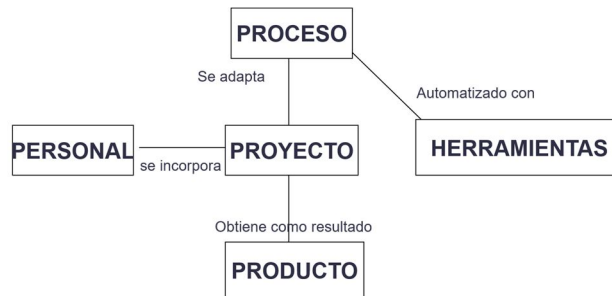 PROCESO
Se adapta
Automatizado con
PERSONAL
se incorpora
PROYECTO
HERRAMIENTAS
Obtiene como resultado
PRODUCTO